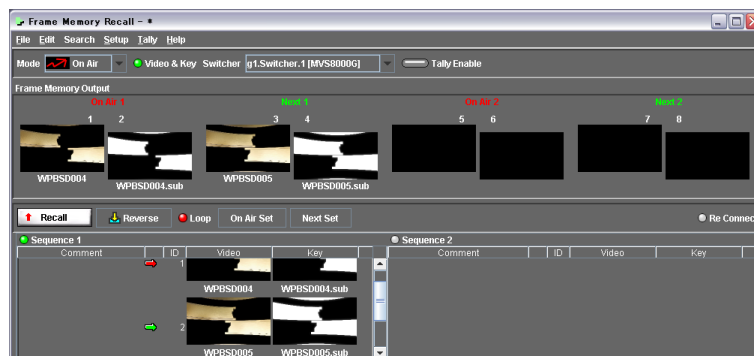 Frame Memory Recall - *
File Edit Search Setup Tally Help
Mode On Air Video & Key Switcher g1.Switcher.1 [MVS8000G] Tally Enable
Frame Memory Output
On Air 1 Next 1 On Air 2 Next 2
1 2 3 4 5 6 7 8
WPBSD004 WPBSD004.sub WPBSD005 WPBSD005.sub
Recall Reverse Loop On Air Set Next Set Re Connec
Sequence 1 Sequence 2
Comment ID Video Key Comment ID Video Key
1
WPBSD004 WPBSD004.sub
2
WPBSD005 WPBSD005.sub